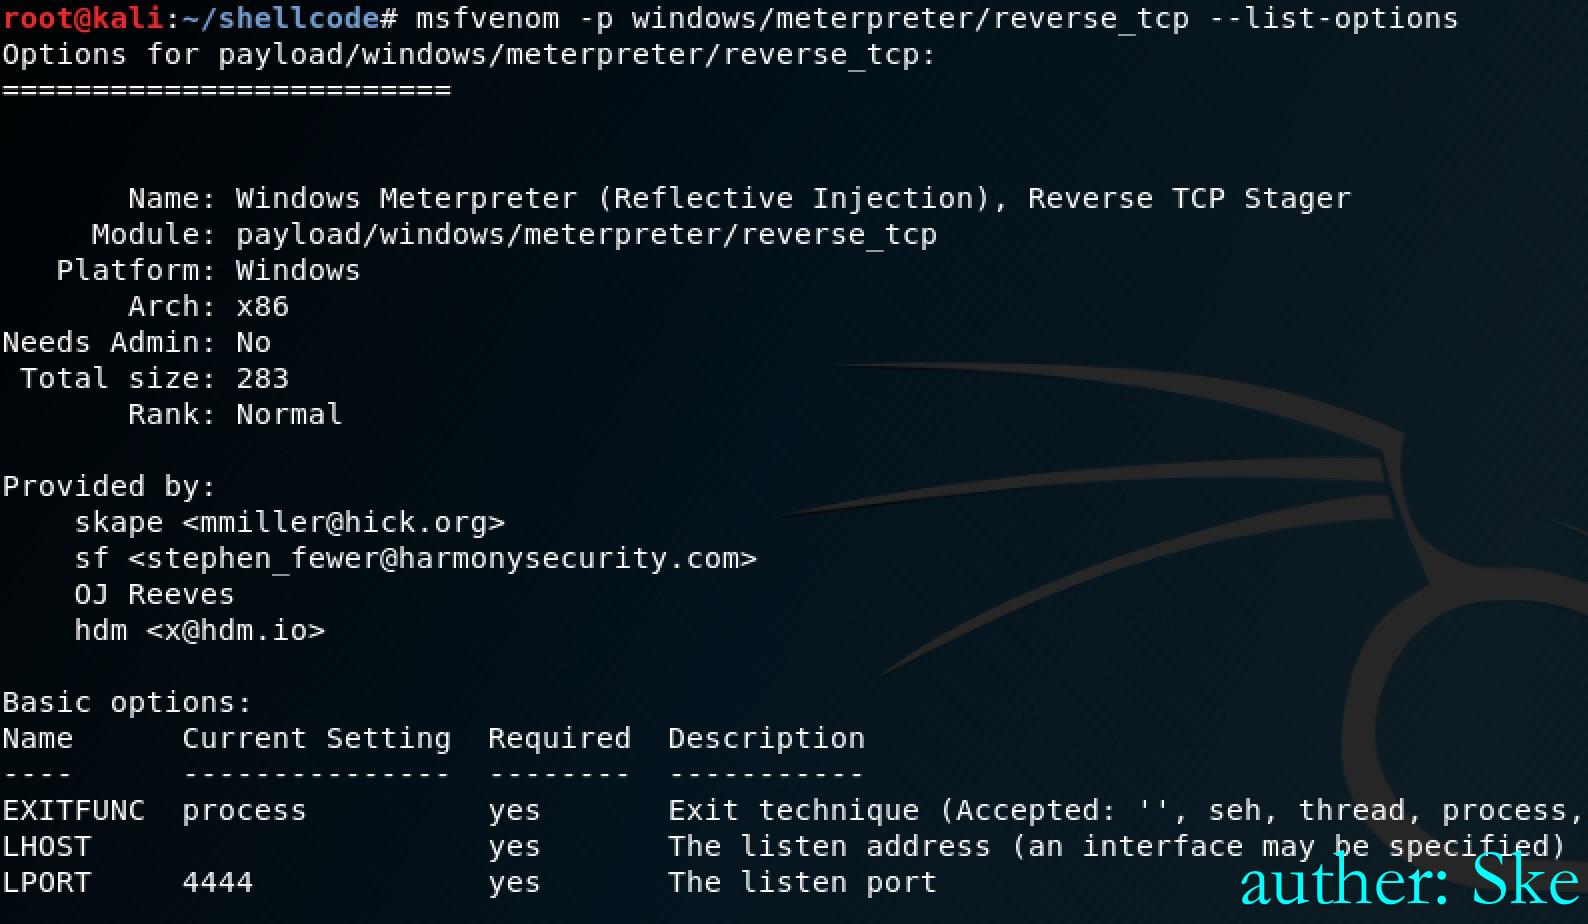 root@kali:~/shellcode# msfvenom -p windows/meterpreter/reverse_tcp --list-options
Options for payload/windows/meterpreter/reverse_tcp:
=========================
Name: Windows Meterpreter (Reflective Injection), Reverse TCP Stager
Module: payload/windows/meterpreter/reverse_tcp
Platform: Windows
Arch: x86
Needs Admin: No
Total size: 283
Rank: Normal
Provided by:
skape <mmiller@hick.org>
sf <stephen_fewer@harmonysecurity.com>
OJ Reeves
hdm <x@hdm.io>
Basic options:
Name Current Setting Required Description
---- --------------- -------- -----------
EXITFUNC process yes Exit technique (Accepted: '', seh, thread, process,
LHOST yes The listen address (an interface may be specified)
LPORT 4444 yes The listen port
auther: Ske